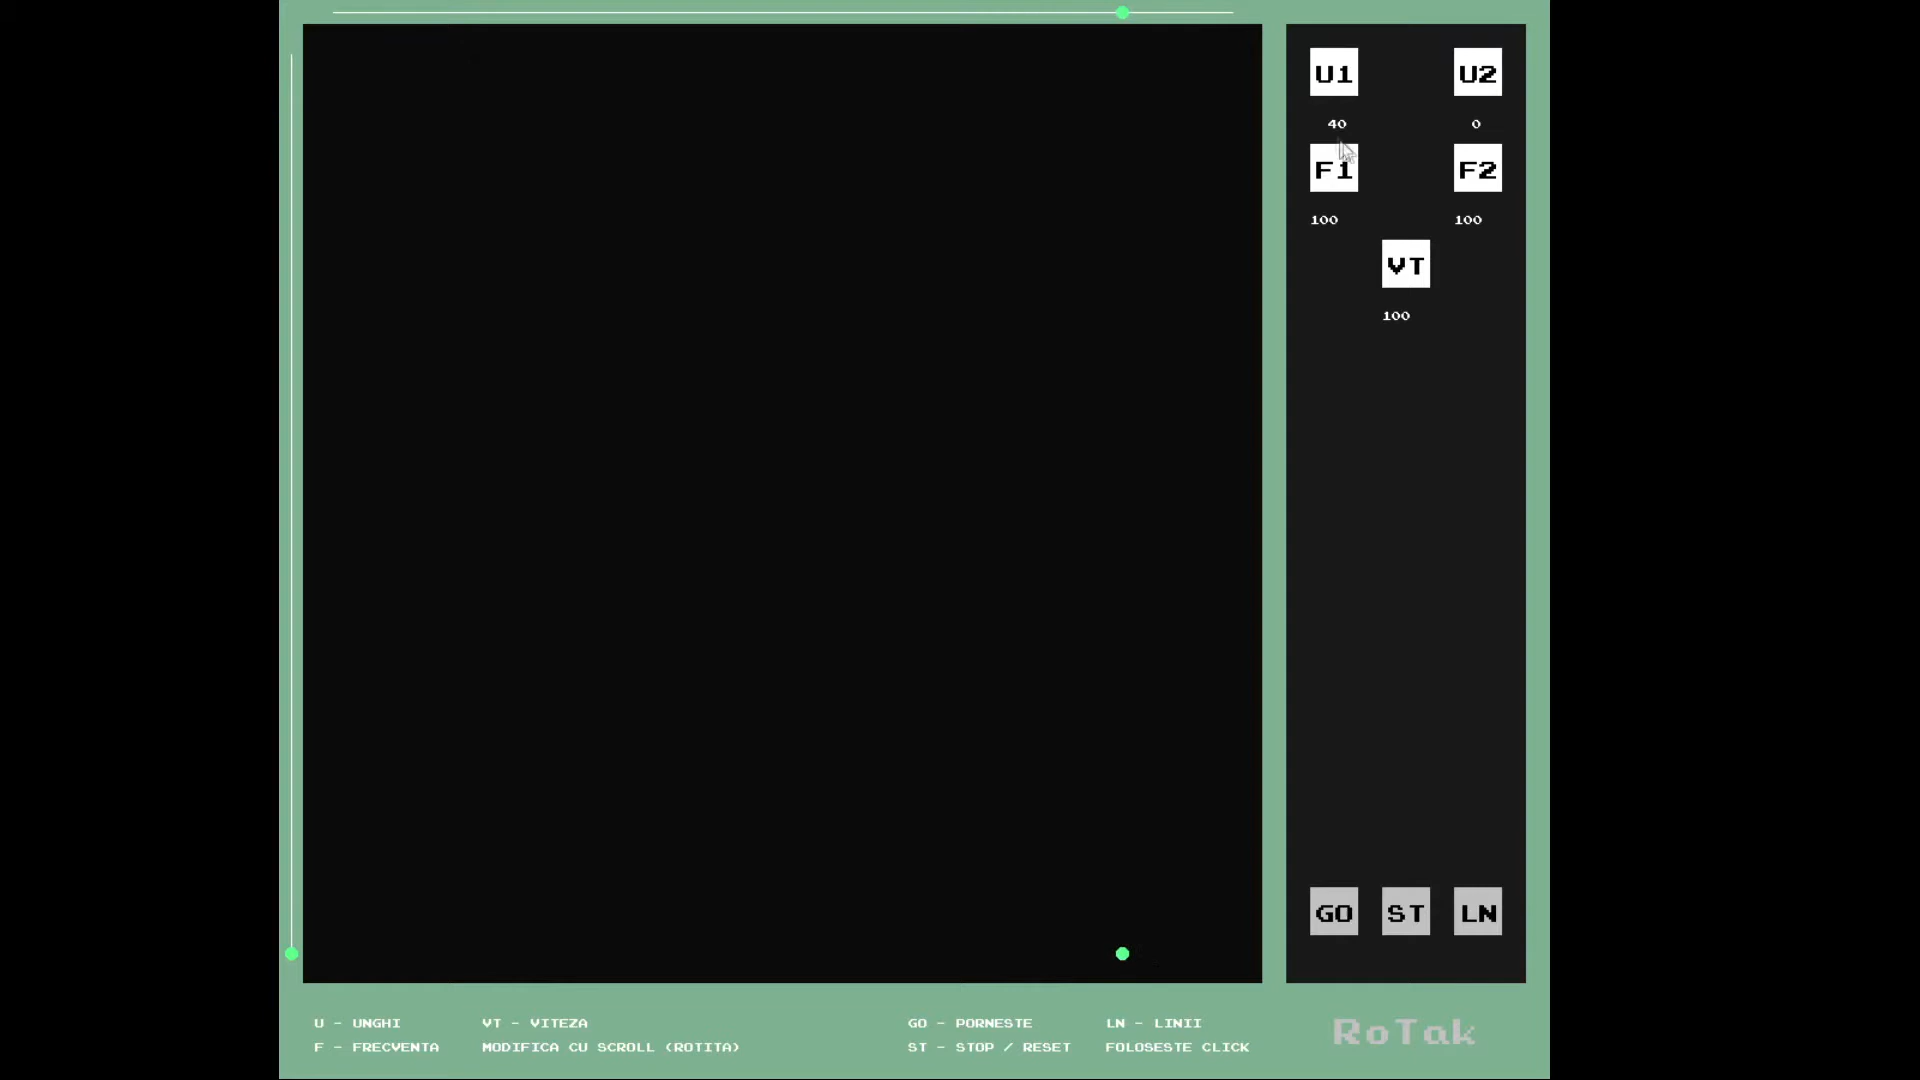 U1 U2
40 0
F1 F2
100 100
VT
100
GO ST LN
U - UNGHI VT - VITEZA GO - PORNESTE LN - LINII
F - FRECVENTA MODIFICA CU SCROLL (ROTITA) ST - STOP / RESET FOLOSESTE CLICK
RoTak